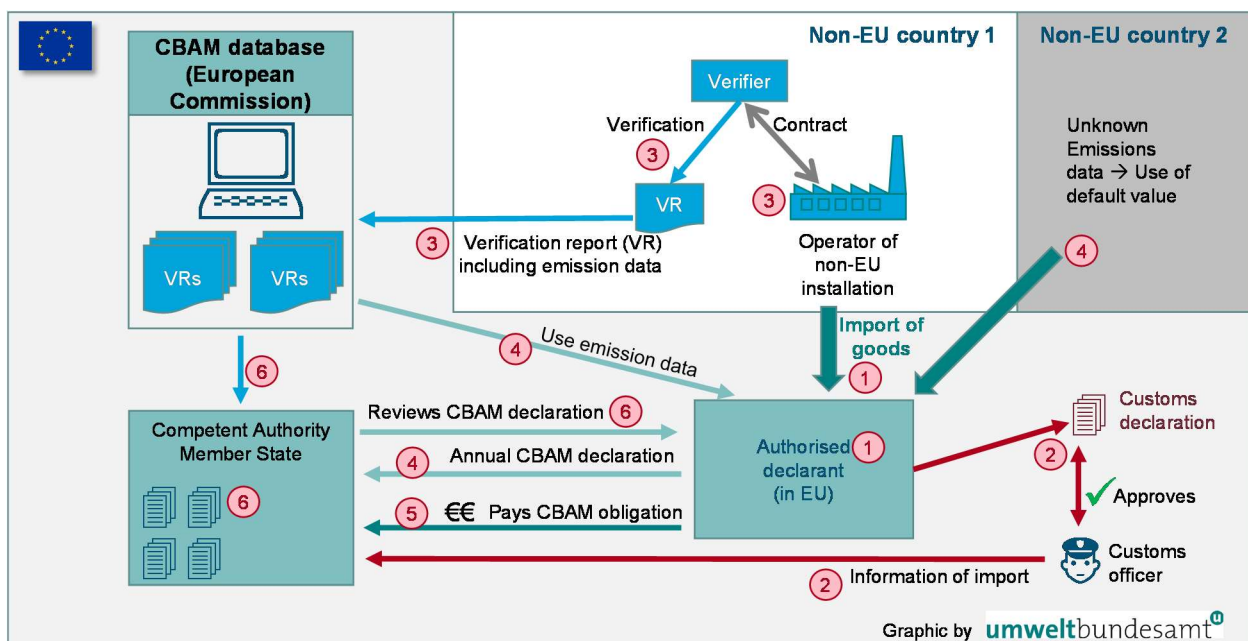 CBAM database
(European
Commission)
VRs
VRs
Non-EU country 1
Non-EU country 2
Verifier
Verification
Contract
3
VR
3
3
Verification report (VR)
including emission data
Operator of
non-EU
installation
Unknown
Emissions
data → Use of
default value
4
Import of
goods
1
Use emission data
4
6
Competent Authority
Member State
6
Reviews CBAM declaration
6
4
Annual CBAM declaration
5
€€ Pays CBAM obligation
Authorised
declarant
(in EU)
1
Customs
declaration
2
Approves
Customs
officer
2
Information of import
Graphic by umweltbundesamt
u